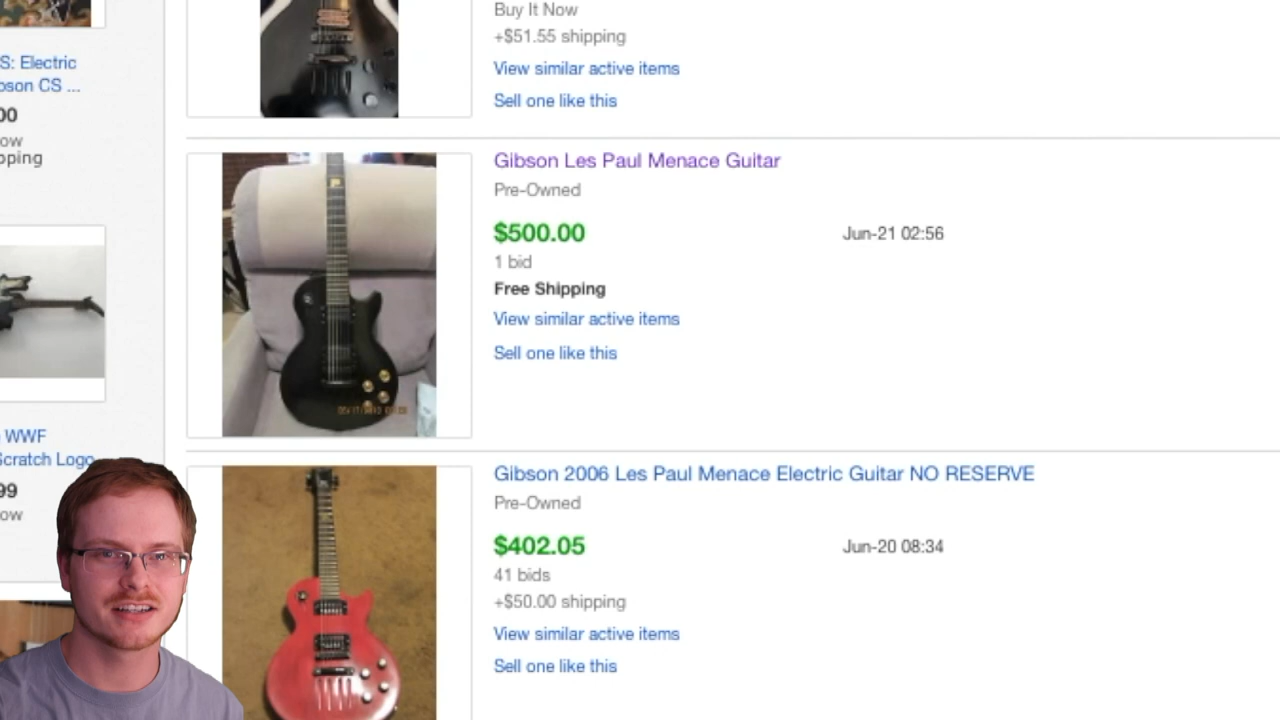 S: Electric
oson CS ...
00
ow
pping
WWF
Scratch Logo
99
ow
Buy It Now
+$51.55 shipping
View similar active items
Sell one like this
Gibson Les Paul Menace Guitar
Pre-Owned
$500.00
Jun-21 02:56
1 bid
Free Shipping
View similar active items
Sell one like this
Gibson 2006 Les Paul Menace Electric Guitar NO RESERVE
Pre-Owned
$402.05
Jun-20 08:34
41 bids
+$50.00 shipping
View similar active items
Sell one like this